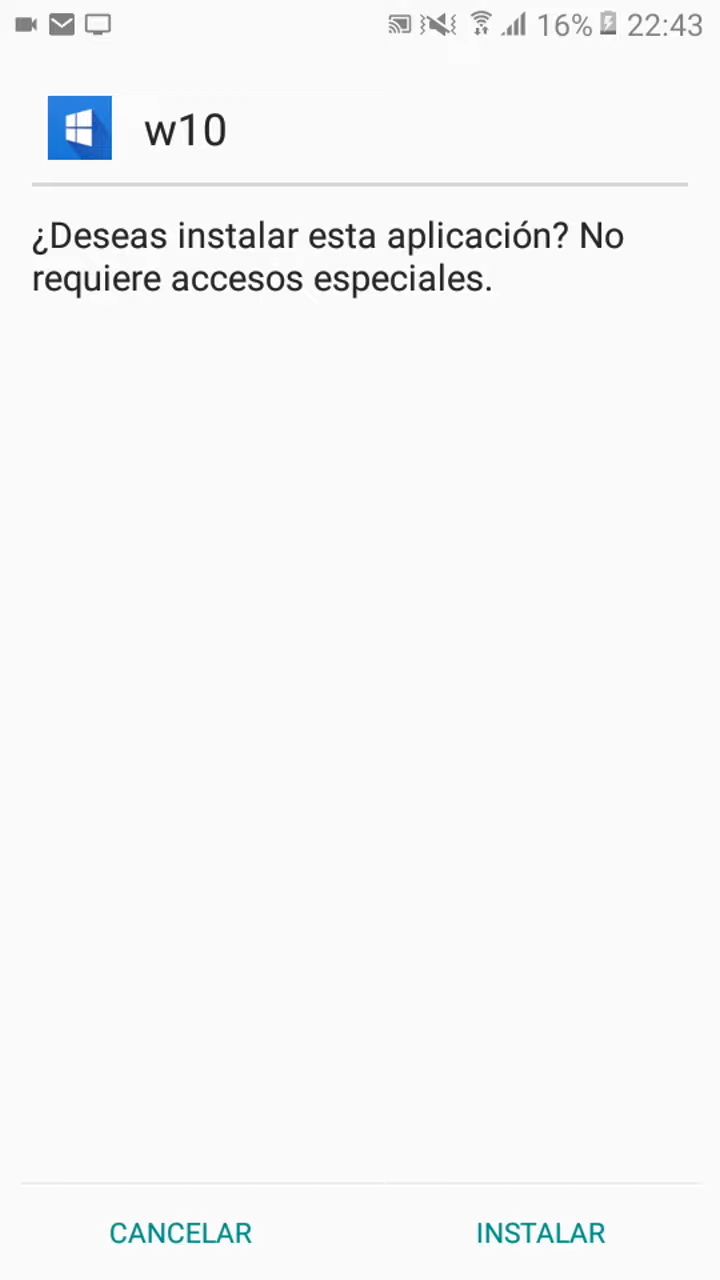 16% 22:43
w10
¿Deseas instalar esta aplicación? No
requiere accesos especiales.
CANCELAR INSTALAR